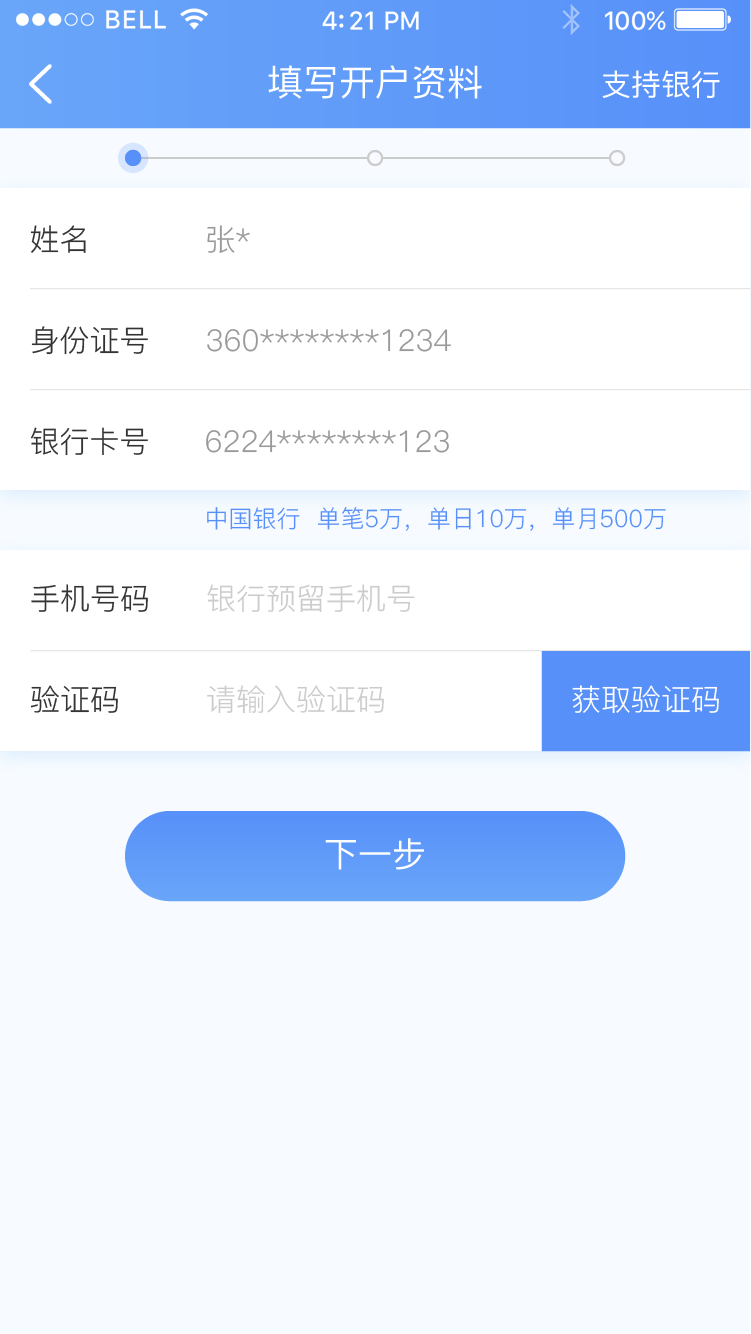 BELL 4:21 PM 100%
填写开户资料 支持银行
姓名 张*
身份证号 360********1234
银行卡号 6224********123
中国银行 单笔5万，单日10万，单月500万
手机号码 银行预留手机号
验证码 请输入验证码 获取验证码
下一步